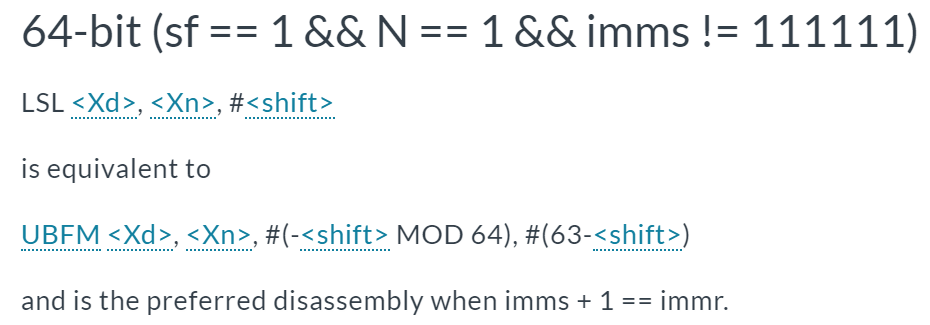 64-bit (sf == 1 && N == 1 && imms != 111111)
LSL <Xd>, <Xn>, #<shift>
is equivalent to
UBFM <Xd>, <Xn>, #(-<shift> MOD 64), #(63-<shift>)
and is the preferred disassembly when imms + 1 == immr.